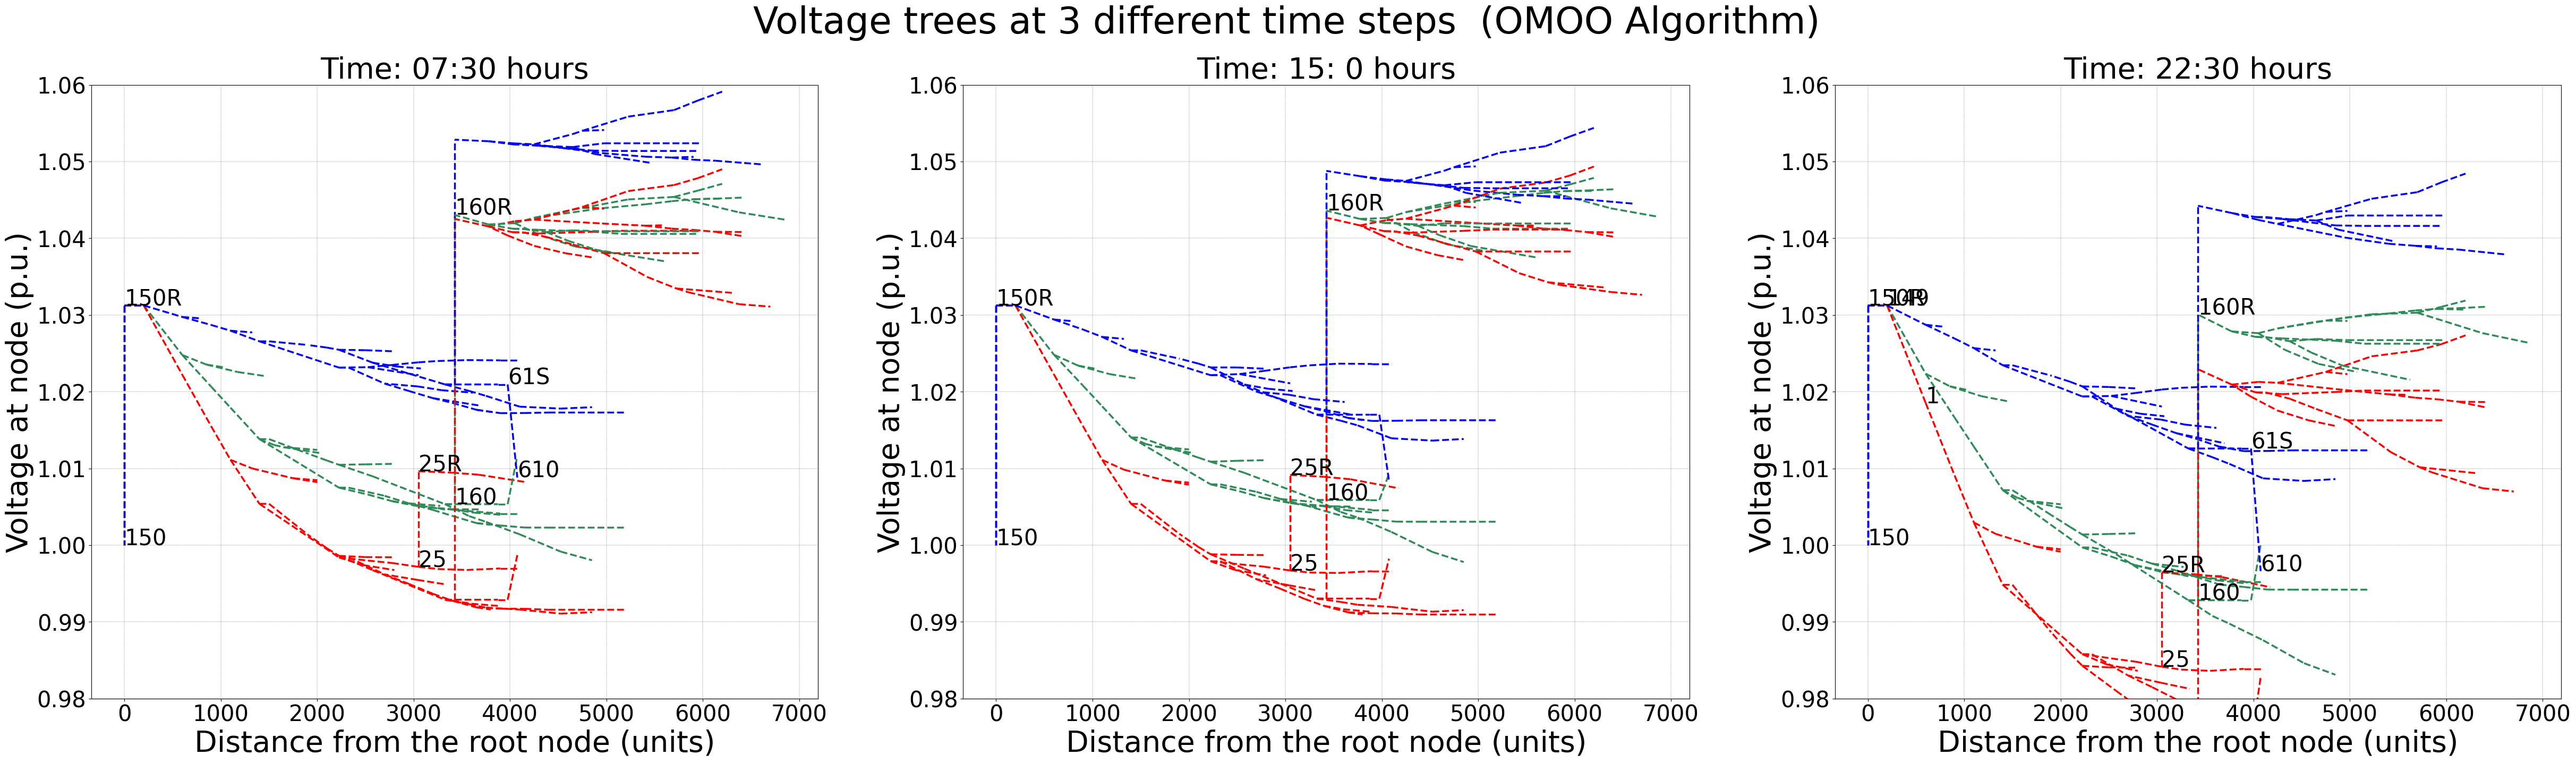 Voltage trees at 3 different time steps  (OMOO Algorithm)
Time: 07:30 hours
1.06
1.05
1.04
1.03
1.02
1.01
1.00
0.99
0.98
Voltage at node (p.u.)
150R
150
160R
61S
25R
610
160
25
0 1000 2000 3000 4000 5000 6000 7000
Distance from the root node (units)
Time: 15: 0 hours
1.06
1.05
1.04
1.03
1.02
1.01
1.00
0.99
0.98
Voltage at node (p.u.)
150R
150
160R
25R
160
25
0 1000 2000 3000 4000 5000 6000 7000
Distance from the root node (units)
Time: 22:30 hours
1.06
1.05
1.04
1.03
1.02
1.01
1.00
0.99
0.98
Voltage at node (p.u.)
150R
149
160R
1
61S
150
25R
610
160
25
0 1000 2000 3000 4000 5000 6000 7000
Distance from the root node (units)